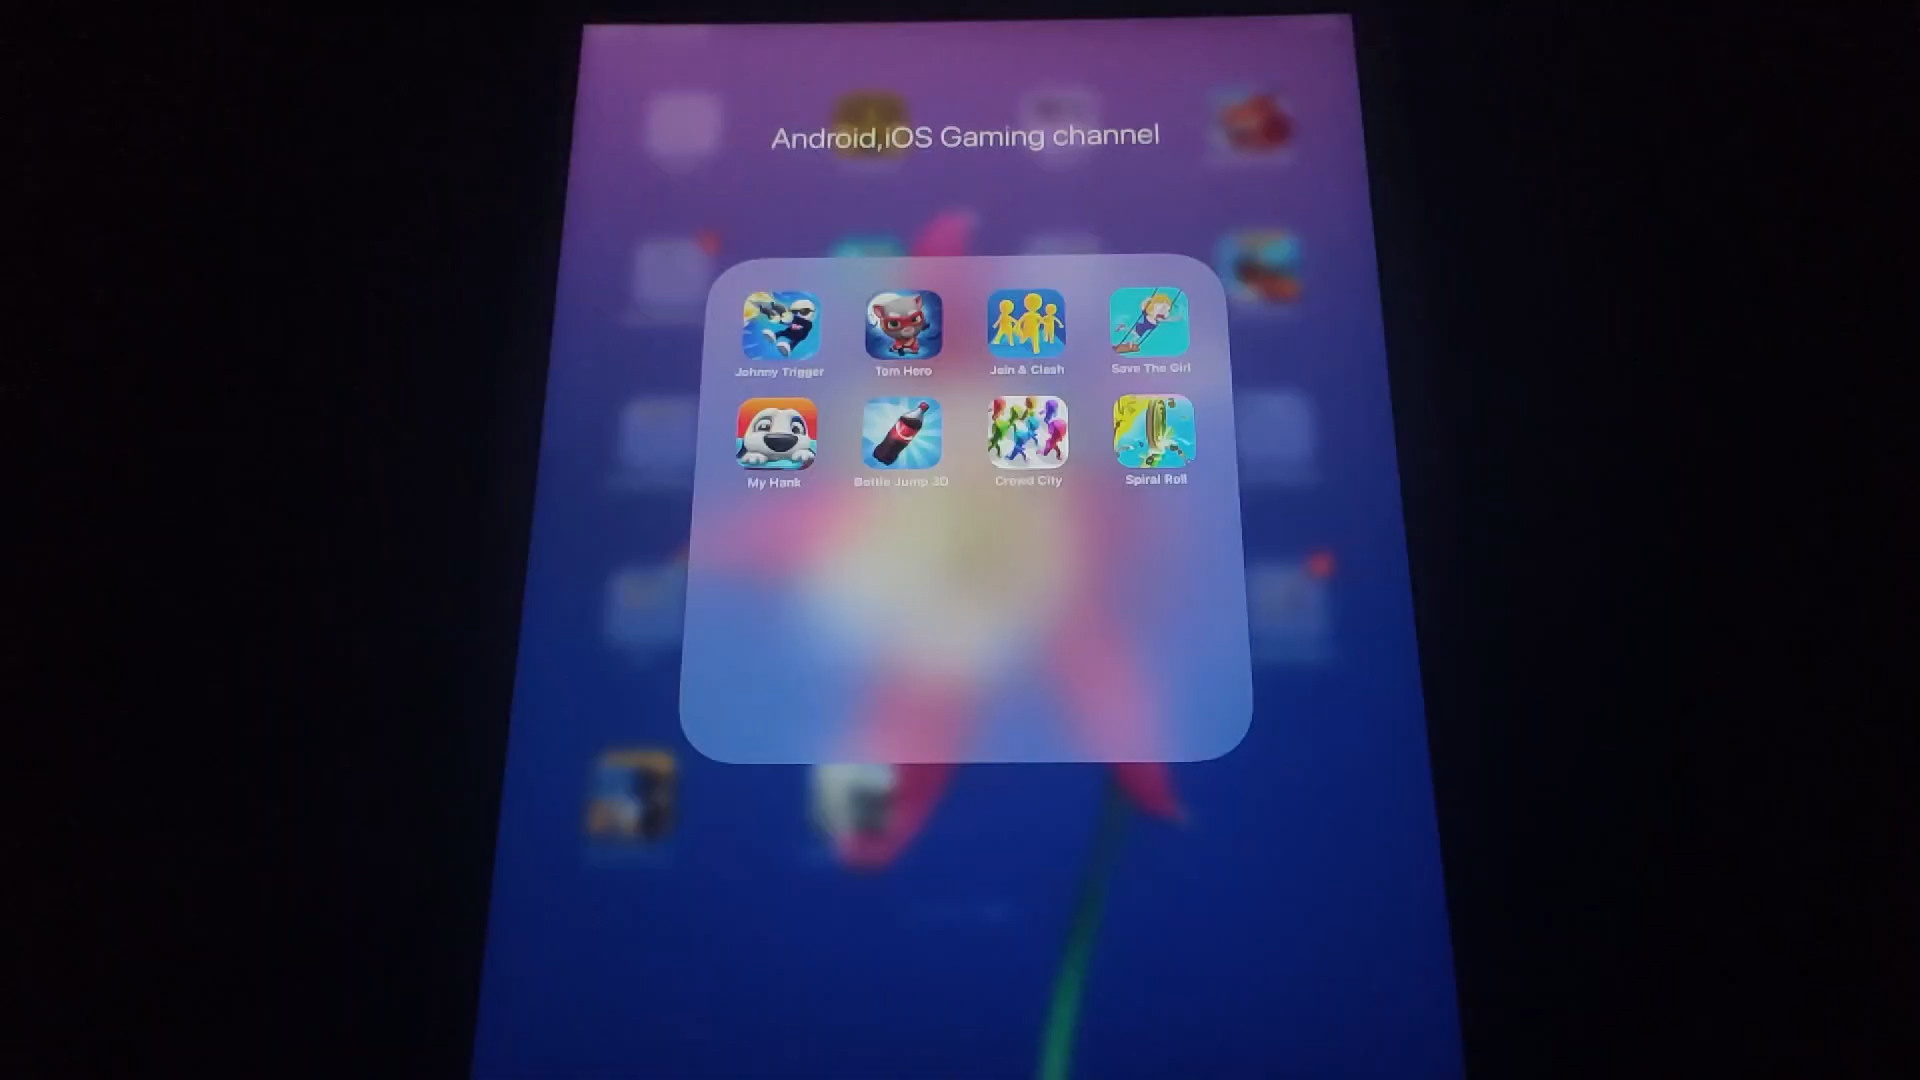 Android,iOS Gaming channel
Johnny Trigger
Tom Hero
Join & Clash
Save The Girl
My Hank
Bottle Jump 3D
Crowd City
Spiral Roll